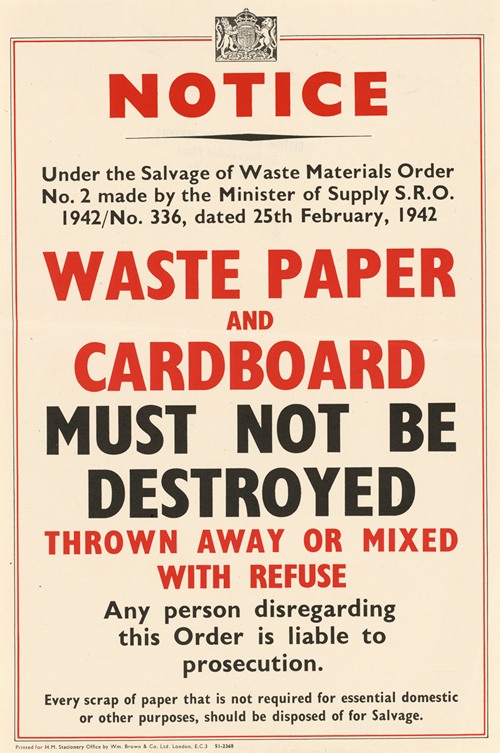 NOTICE
Under the Salvage of Waste Materials Order
No. 2 made by the Minister of Supply S.R.O.
1942/No. 336, dated 25th February, 1942
WASTE PAPER
AND
CARDBOARD
MUST NOT BE
DESTROYED
THROWN AWAY OR MIXED
WITH REFUSE
Any person disregarding
this Order is liable to
prosecution.
Every scrap of paper that is not required for essential domestic
or other purposes, should be disposed of for Salvage.
Printed for H.M. Stationery Office by Wm. Brown & Co. Ltd. London, E.C.3 51-2368